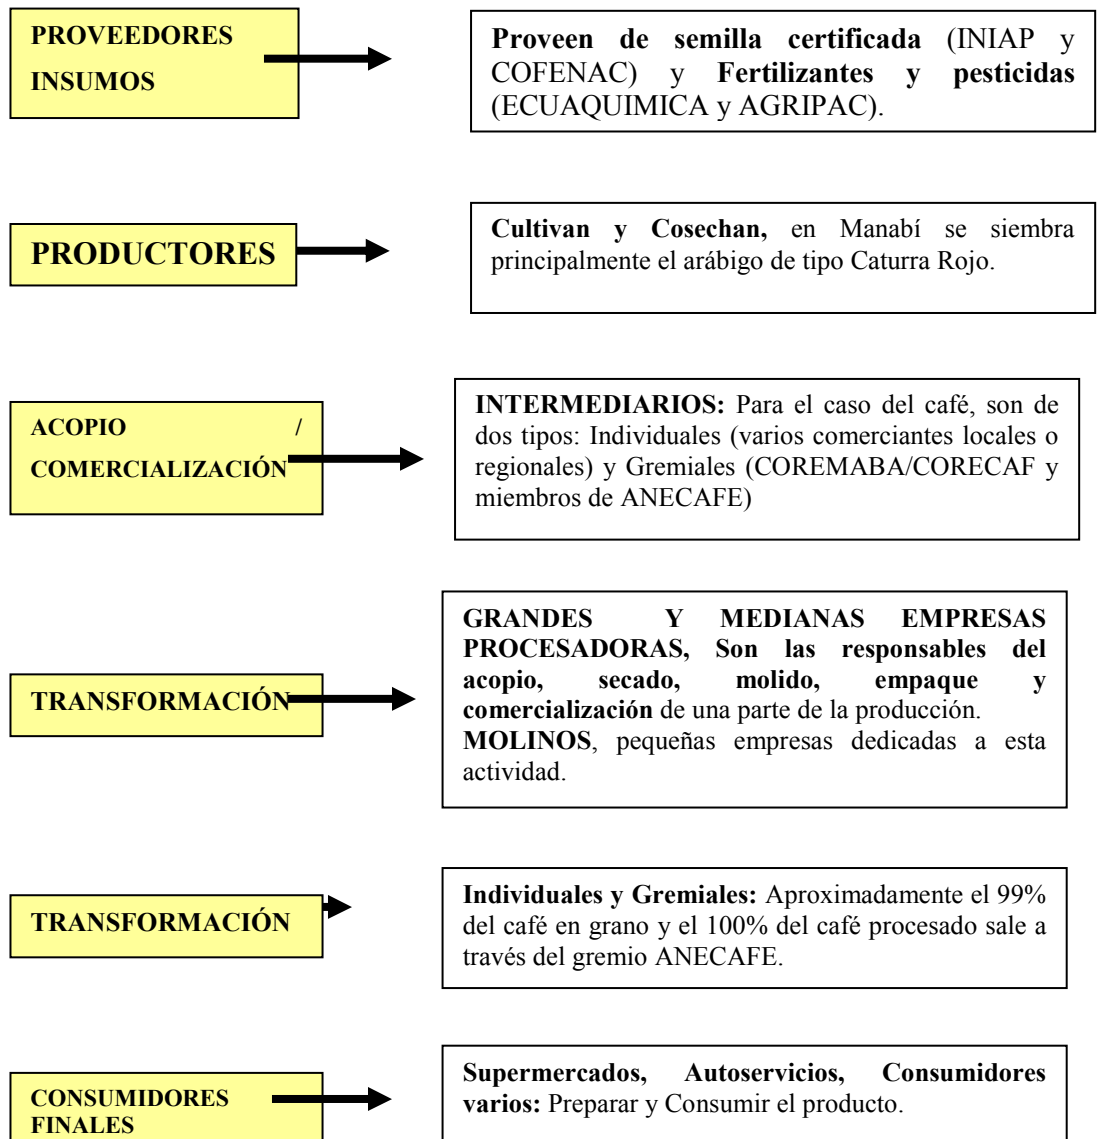 PROVEEDORES
INSUMOS
Proveen de semilla certificada (INIAP y
COFENAC) y Fertilizantes y pesticidas
(ECUAQUIMICA y AGRIPAC).
PRODUCTORES
Cultivan y Cosechan, en Manabí se siembra
principalmente el arábigo de tipo Caturra Rojo.
ACOPIO /
COMERCIALIZACIÓN
INTERMEDIARIOS: Para el caso del café, son de
dos tipos: Individuales (varios comerciantes locales o
regionales) y Gremiales (COREMABA/CORECAF y
miembros de ANECAFE)
TRANSFORMACIÓN
GRANDES Y MEDIANAS EMPRESAS
PROCESADORAS, Son las responsables del
acopio, secado, molido, empaque y
comercialización de una parte de la producción.
MOLINOS, pequeñas empresas dedicadas a esta
actividad.
TRANSFORMACIÓN
Individuales y Gremiales: Aproximadamente el 99%
del café en grano y el 100% del café procesado sale a
través del gremio ANECAFE.
CONSUMIDORES
FINALES
Supermercados, Autoservicios, Consumidores
varios: Preparar y Consumir el producto.